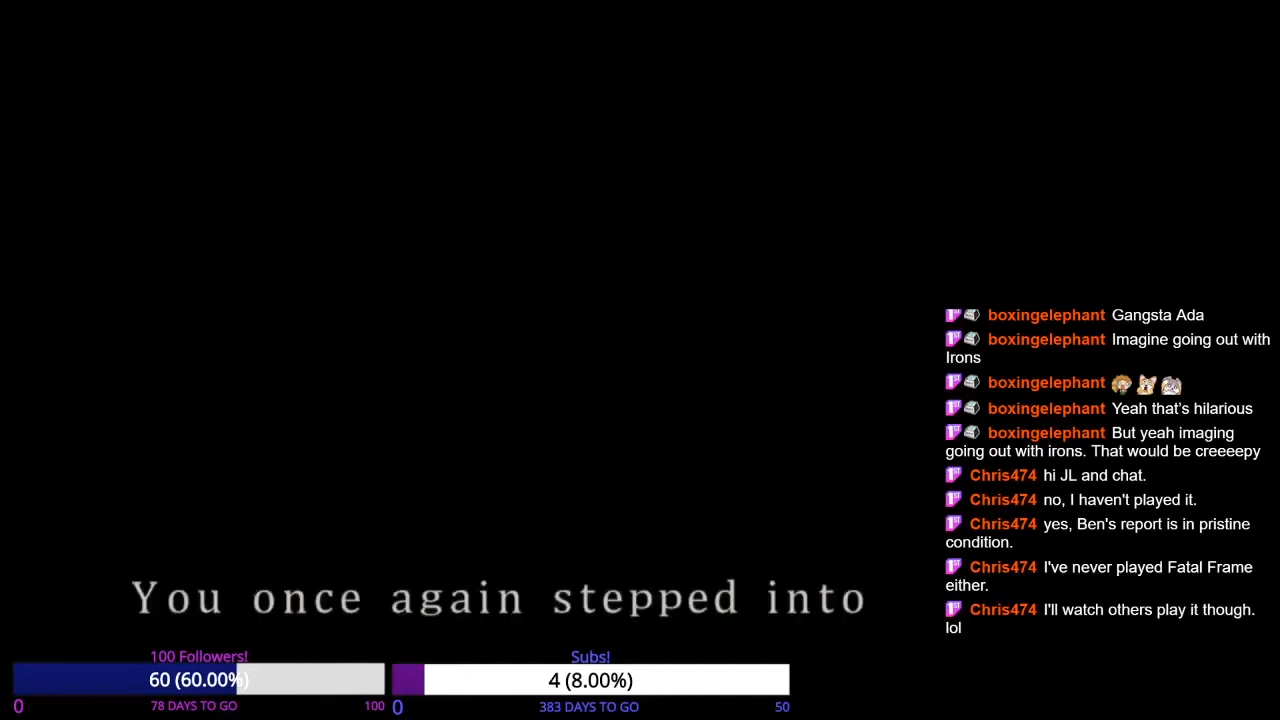 boxingelephant Gangsta Ada
boxingelephant Imagine going out with
Irons
boxingelephant
boxingelephant Yeah that's hilarious
boxingelephant But yeah imaging
going out with irons. That would be creeeepy
Chris474 hi JL and chat.
Chris474 no, I haven't played it.
Chris474 yes, Ben's report is in pristine
condition.
Chris474 I've never played Fatal Frame
either.
Chris474 I'll watch others play it though.
lol
You once again stepped into
100 Followers!
60 (60.00%)
0 78 DAYS TO GO 100
Subs!
4 (8.00%)
0 383 DAYS TO GO 50